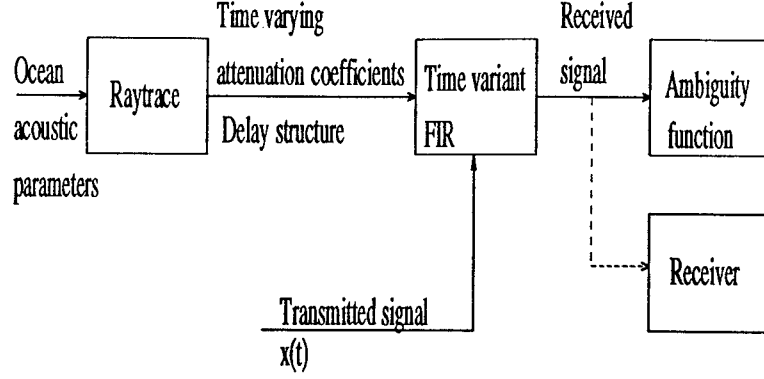 Time varying
attenuation coefficients
Delay structure
Received
signal
Ocean
acoustic
parameters
Raytrace
Time variant
FIR
Ambiguity
function
Receiver
Transmitted signal
x(t)